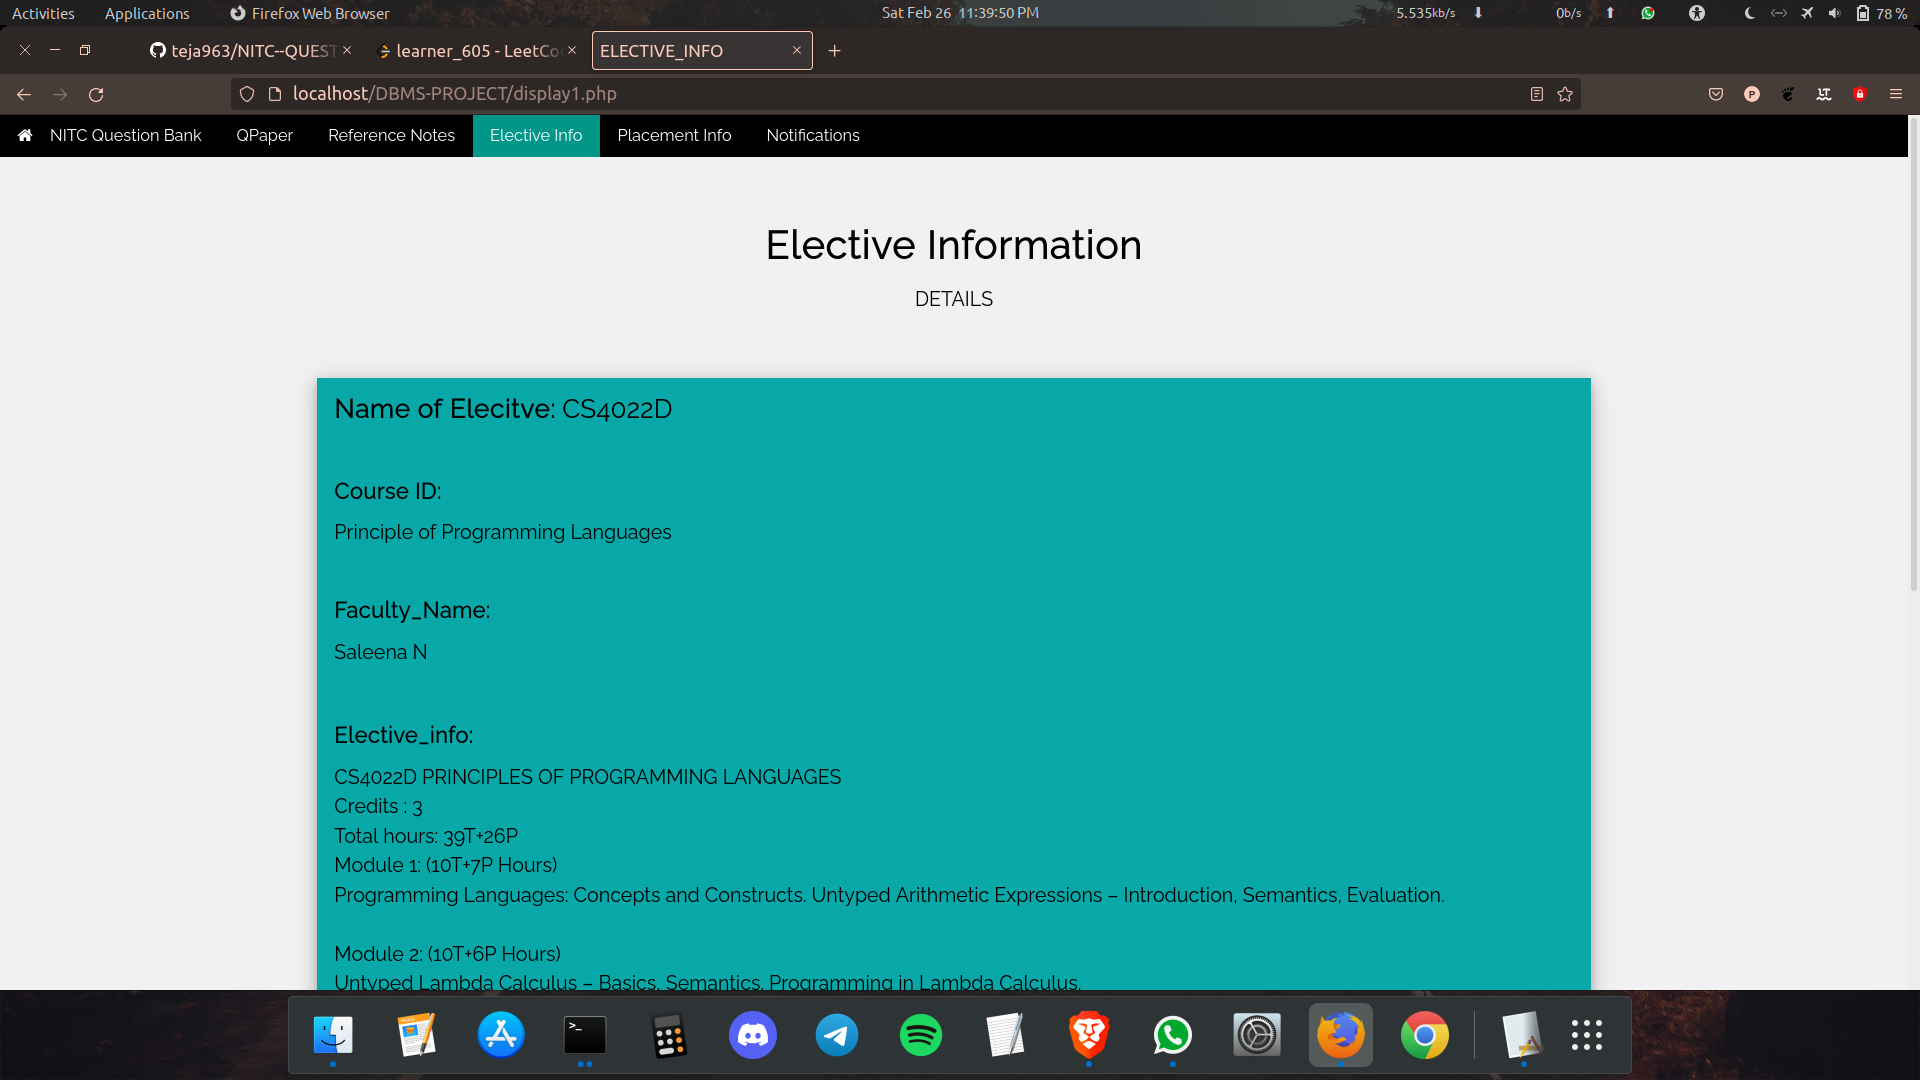 Activities Applications Firefox Web Browser Sat Feb 26 11:39:50 PM 5.535kb/s 0b/s 78 %
teja963/NITC--QUEST learner_605 - LeetCo ELECTIVE_INFO
localhost/DBMS-PROJECT/display1.php
NITC Question Bank QPaper Reference Notes Elective Info Placement Info Notifications
Elective Information
DETAILS
Name of Elecitve: CS4022D
Course ID:
Principle of Programming Languages
Faculty_Name:
Saleena N
Elective_info:
CS4022D PRINCIPLES OF PROGRAMMING LANGUAGES
Credits : 3
Total hours: 39T+26P
Module 1: (10T+7P Hours)
Programming Languages: Concepts and Constructs. Untyped Arithmetic Expressions – Introduction, Semantics, Evaluation.
Module 2: (10T+6P Hours)
Untyped Lambda Calculus – Basics, Semantics. Programming in Lambda Calculus.